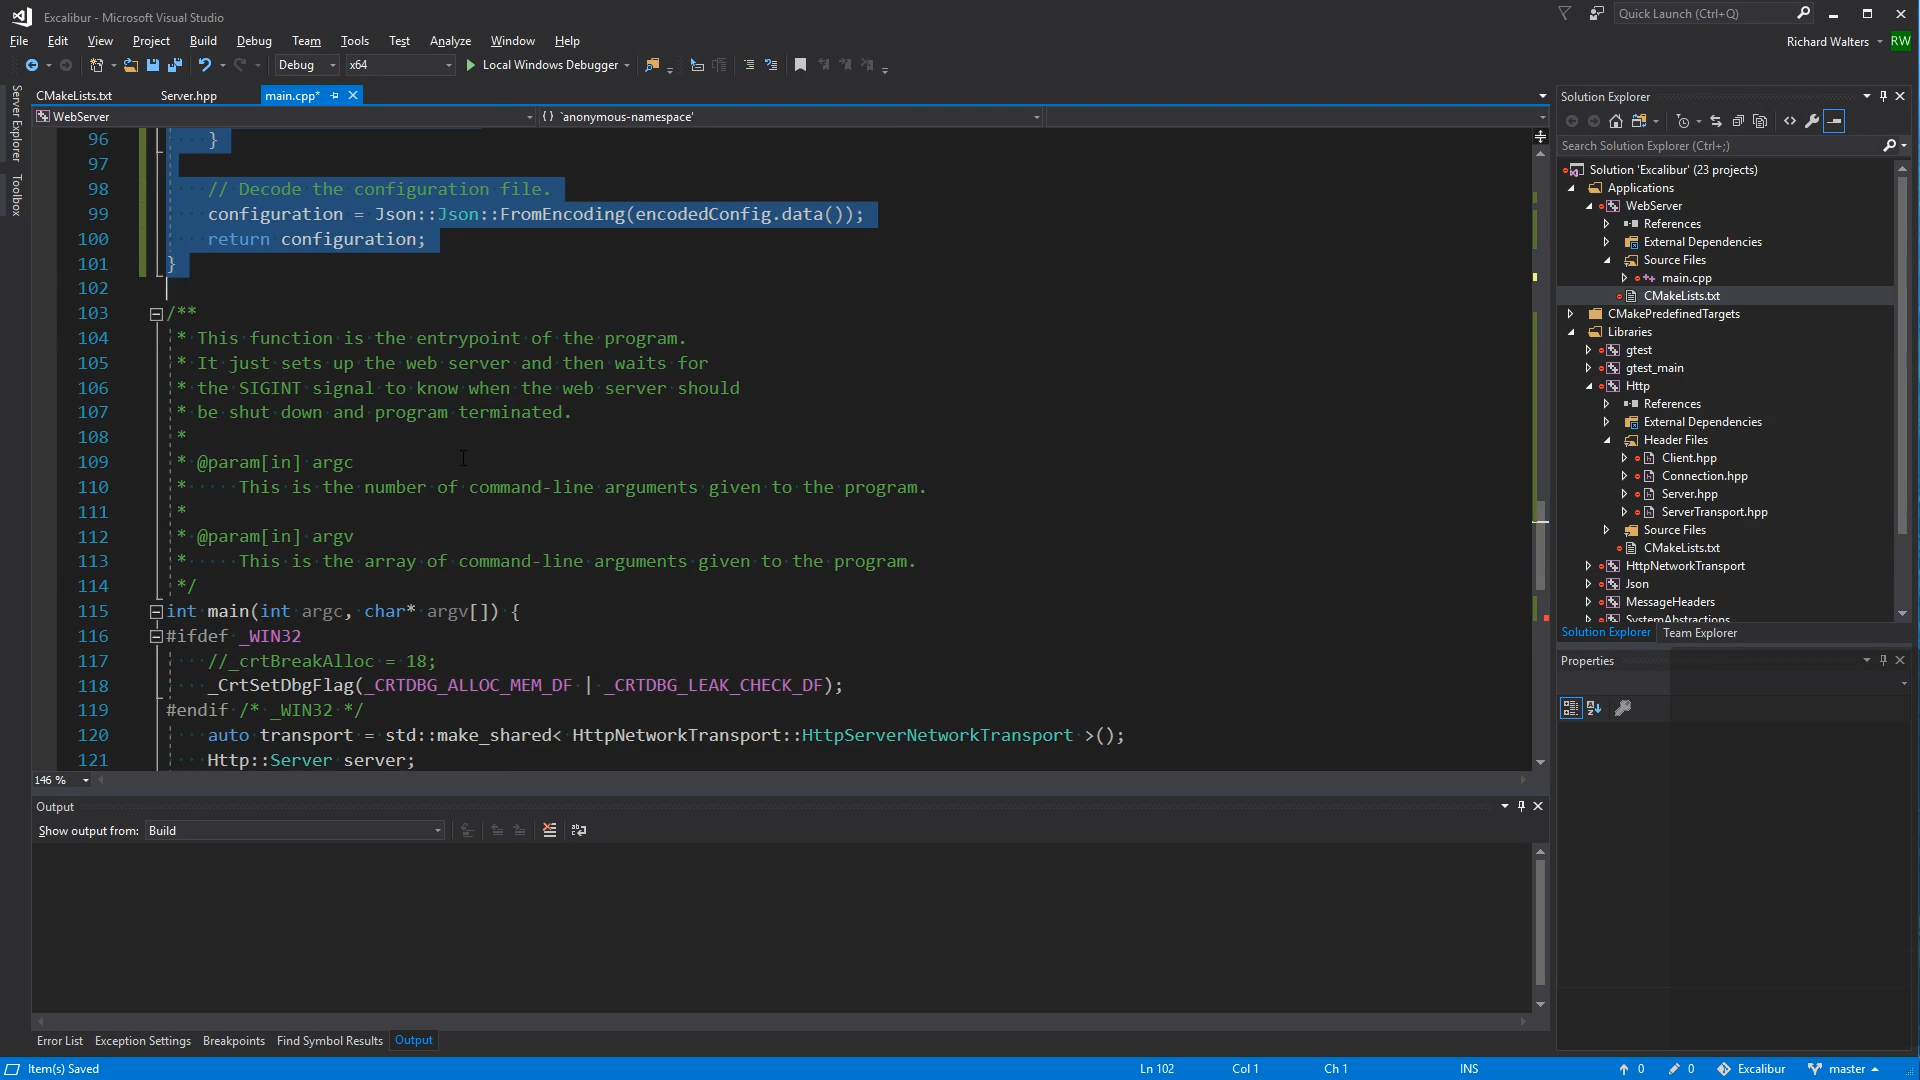 Excalibur - Microsoft Visual Studio
Quick Launch (Ctrl+Q)
File Edit View Project Build Debug Team Tools Test Analyze Window Help
Richard Walters RW
Debug x64 Local Windows Debugger
Server Explorer
Toolbox
CMakeLists.txt Server.hpp main.cpp*
WebServer {} `anonymous-namespace'
96 }
97
98 // Decode the configuration file.
99 configuration = Json::Json::FromEncoding(encodedConfig.data());
100 return configuration;
101 }
102
103 /**
104 * This function is the entrypoint of the program.
105 * It just sets up the web server and then waits for
106 * the SIGINT signal to know when the web server should
107 * be shut down and program terminated.
108 *
109 * @param[in] argc
110 * This is the number of command-line arguments given to the program.
111 *
112 * @param[in] argv
113 * This is the array of command-line arguments given to the program.
114 */
115 int main(int argc, char* argv[]) {
116 #ifdef _WIN32
117 //_crtBreakAlloc = 18;
118 _CrtSetDbgFlag(_CRTDBG_ALLOC_MEM_DF | _CRTDBG_LEAK_CHECK_DF);
119 #endif /* _WIN32 */
120 auto transport = std::make_shared< HttpNetworkTransport::HttpServerNetworkTransport >();
121 Http::Server server;
146 %
Output
Show output from: Build
Error List Exception Settings Breakpoints Find Symbol Results Output
Solution Explorer
Search Solution Explorer (Ctrl+;)
Solution 'Excalibur' (23 projects)
Applications
WebServer
References
External Dependencies
Source Files
main.cpp
CMakeLists.txt
CMakePredefinedTargets
Libraries
gtest
gtest_main
Http
References
External Dependencies
Header Files
Client.hpp
Connection.hpp
Server.hpp
ServerTransport.hpp
Source Files
CMakeLists.txt
HttpNetworkTransport
Json
MessageHeaders
SystemAbstractions
Solution Explorer Team Explorer
Properties
Item(s) Saved Ln 102 Col 1 Ch 1 INS 0 0 Excalibur master